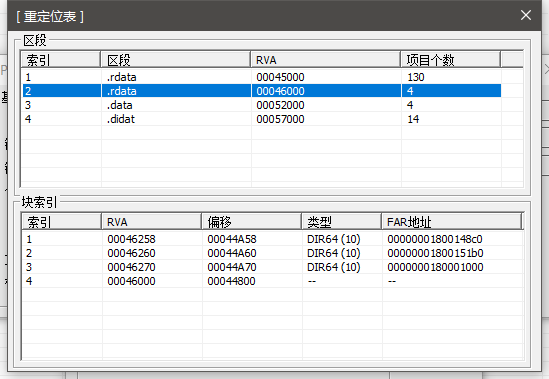 [ 重定位表 ]
区段
索引 区段 RVA 项目个数
1 .rdata 00045000 130
2 .rdata 00046000 4
3 .data 00052000 4
4 .didat 00057000 14
块索引
索引 RVA 偏移 类型 FAR地址
1 00046258 00044A58 DIR64 (10) 00000001800148c0
2 00046260 00044A60 DIR64 (10) 00000001800151b0
3 00046270 00044A70 DIR64 (10) 0000000180001000
4 00046000 00044800 -- --